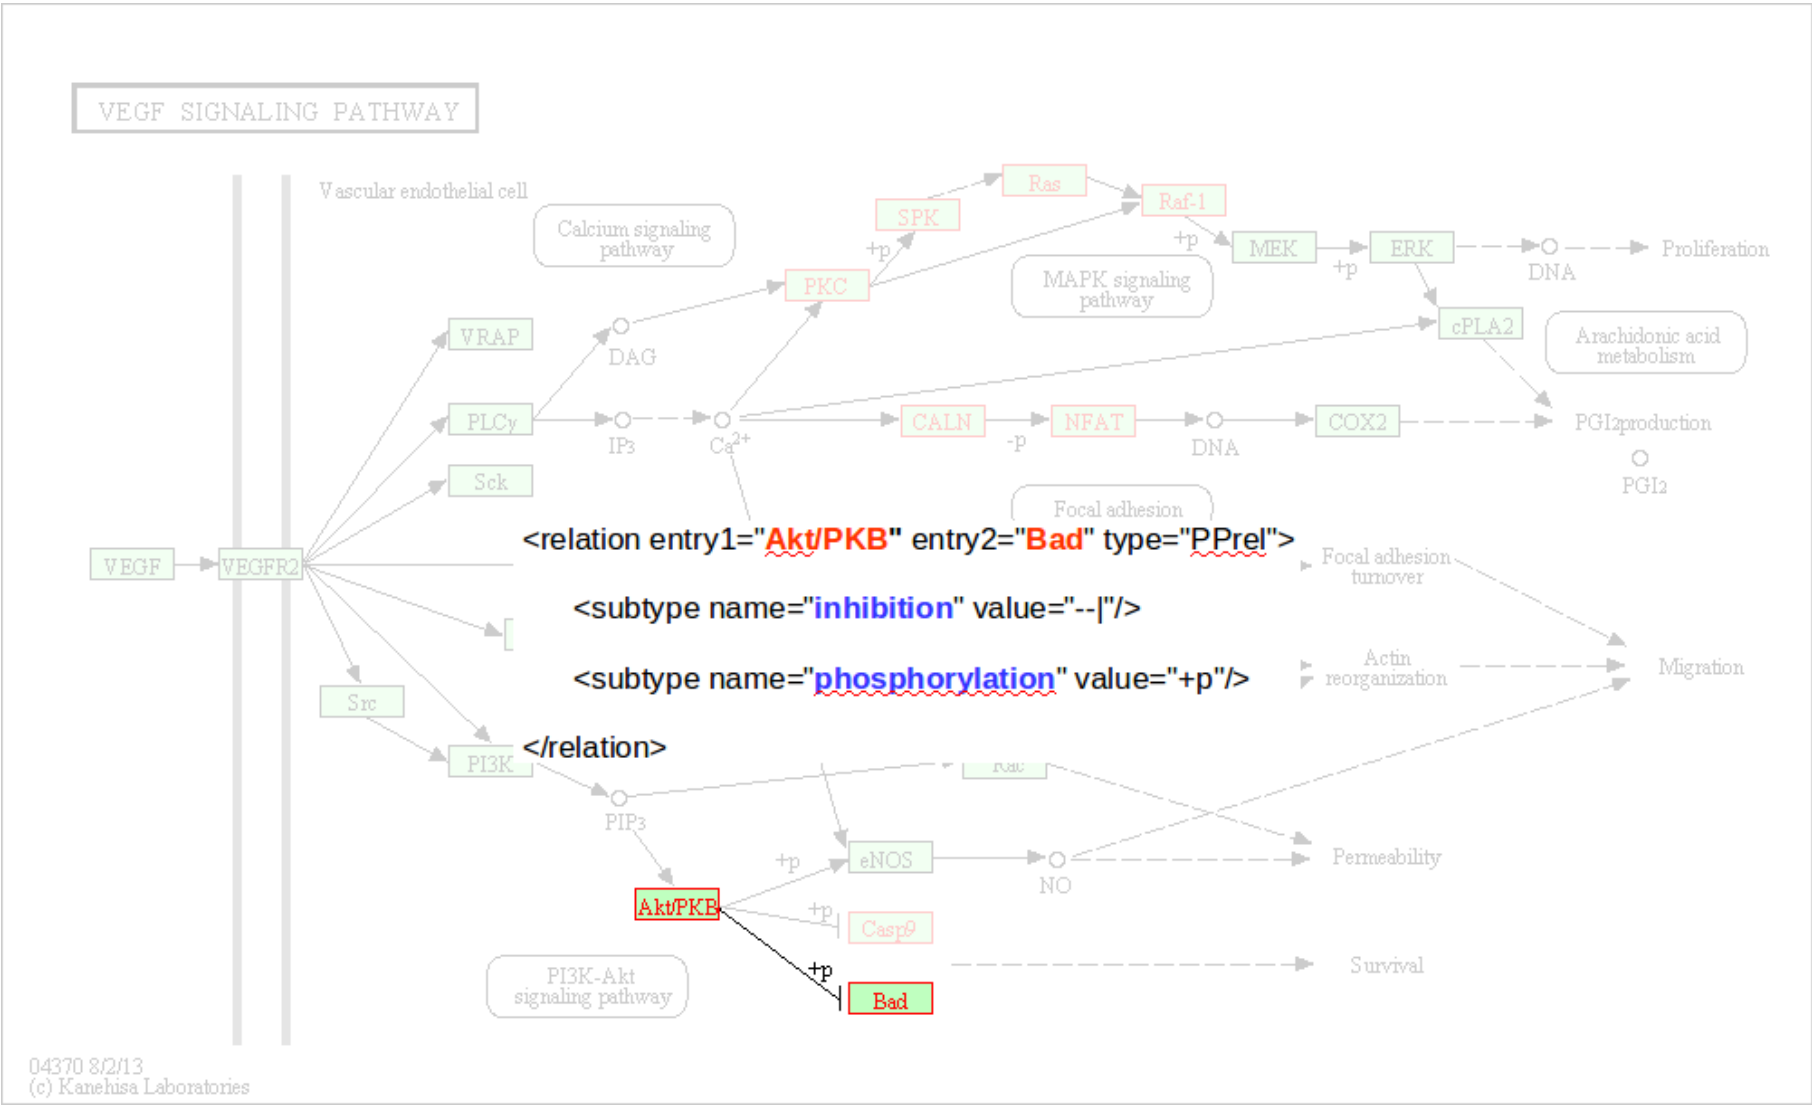 VEGF SIGNALING PATHWAY
Vascular endothelial cell
Calcium signaling
pathway
SPK
Ras
Raf-1
+p
+p
MEK
+p
ERK
DNA
Proliferation
PKC
MAPK signaling
pathway
VRAP
DAG
cPLA2
Arachidonic acid
metabolism
PLCγ
IP3
Ca2+
CALN
-p
NFAT
DNA
COX2
PGI2production
PGI2
Sck
Focal adhesion
<relation entry1="Akt/PKB" entry2="Bad" type="PPrel">
<subtype name="inhibition" value="--|"/>
<subtype name="phosphorylation" value="+p"/>
</relation>
VEGF
VEGFR2
Focal adhesion
turnover
Actin
reorganization
Migration
Src
PI3K
Rac
PIP3
+p
eNOS
NO
Permeability
Akt/PKB
+p
Casp9
+p
Bad
Survival
PI3K-Akt
signaling pathway
04370 8/2/13
(c) Kanehisa Laboratories